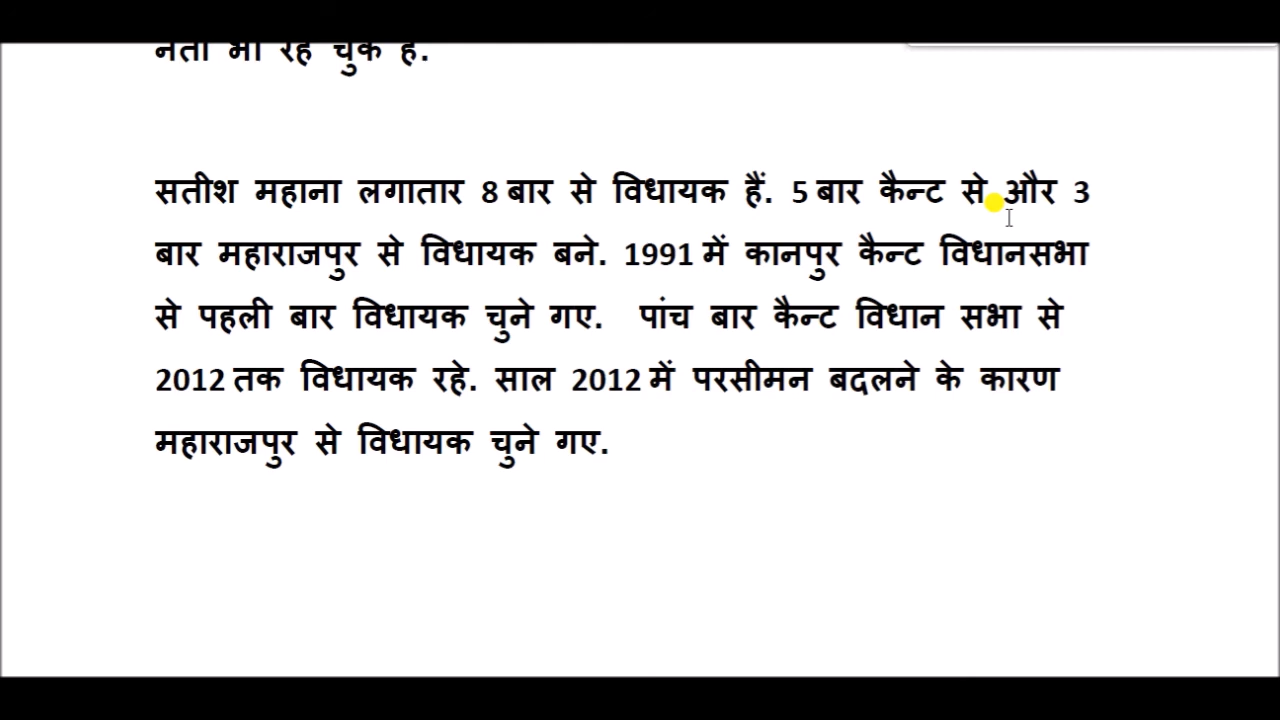 नेता भी रह चुके हैं.
सतीश महाना लगातार 8 बार से विधायक हैं. 5 बार कैन्ट से और 3
बार महाराजपुर से विधायक बने. 1991 में कानपुर कैन्ट विधानसभा
से पहली बार विधायक चुने गए. पांच बार कैन्ट विधान सभा से
2012 तक विधायक रहे. साल 2012 में परसीमन बदलने के कारण
महाराजपुर से विधायक चुने गए.